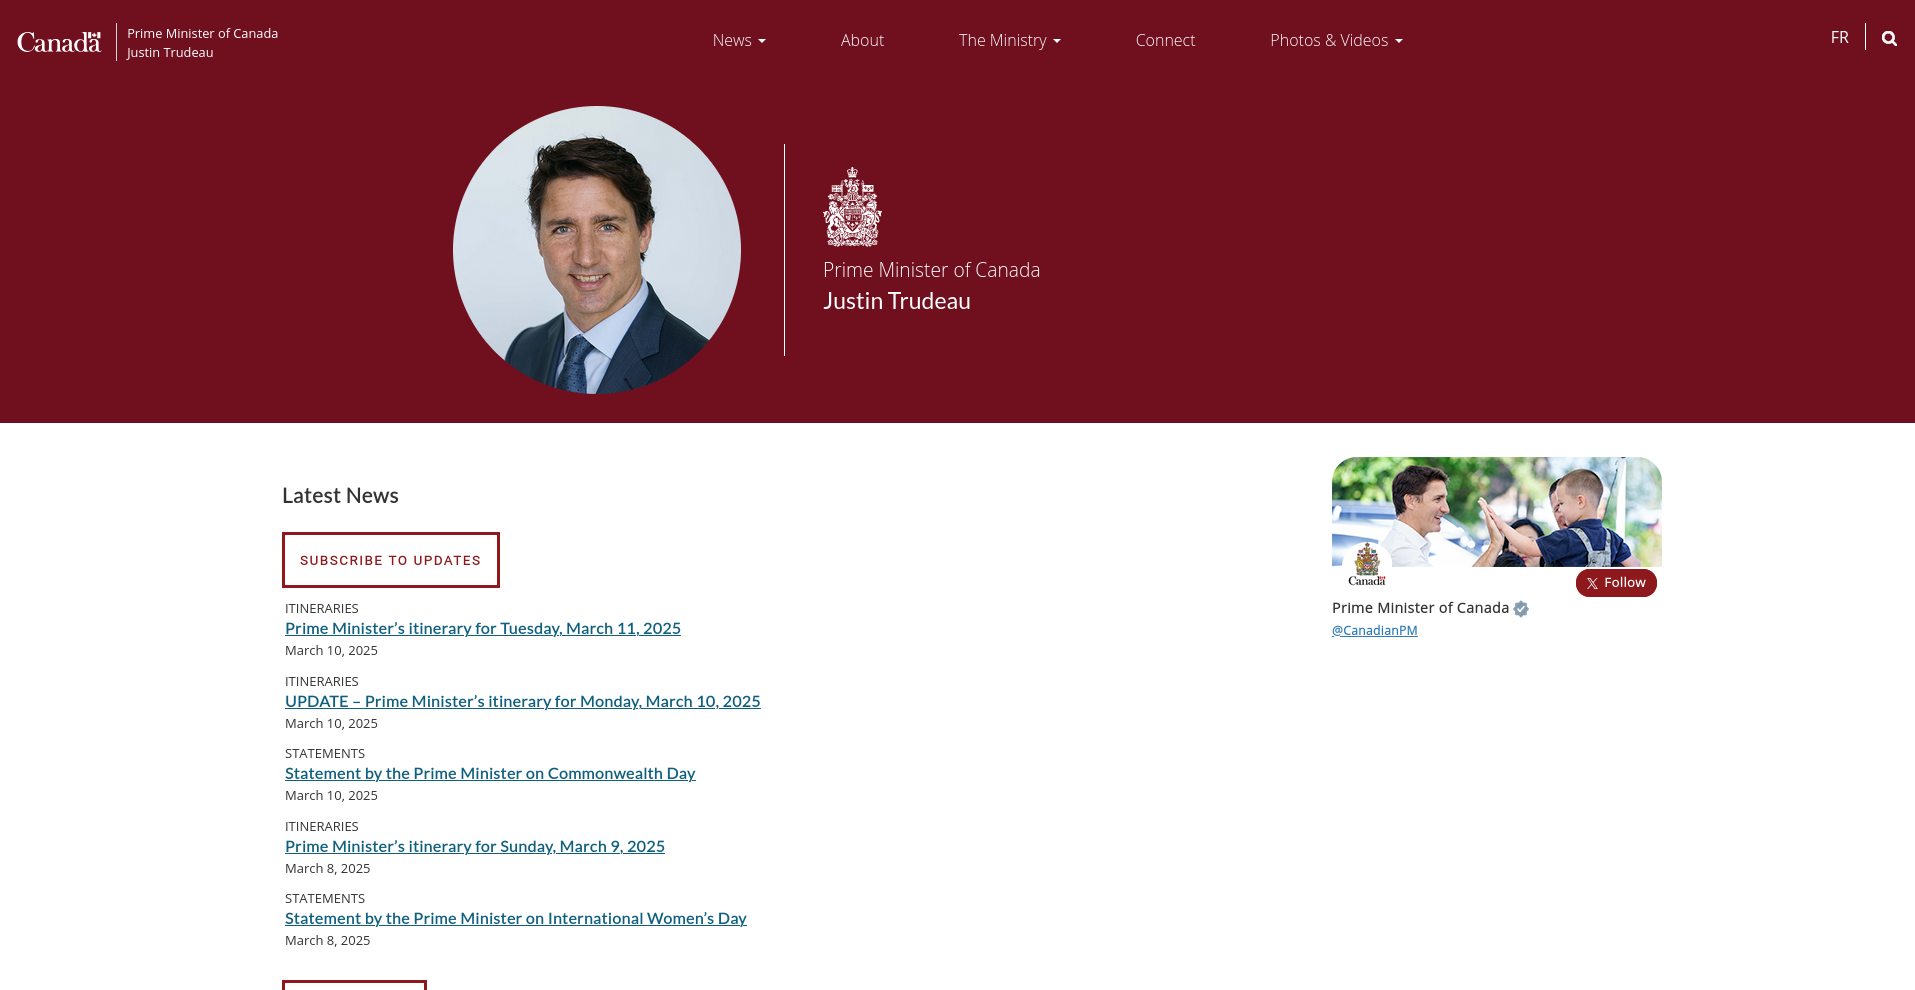 Canada
Prime Minister of Canada
Justin Trudeau
News
About
The Ministry
Connect
Photos & Videos
FR
Prime Minister of Canada
Justin Trudeau
Latest News
SUBSCRIBE TO UPDATES
ITINERARIES
Prime Minister’s itinerary for Tuesday, March 11, 2025
March 10, 2025
ITINERARIES
UPDATE – Prime Minister’s itinerary for Monday, March 10, 2025
March 10, 2025
STATEMENTS
Statement by the Prime Minister on Commonwealth Day
March 10, 2025
ITINERARIES
Prime Minister’s itinerary for Sunday, March 9, 2025
March 8, 2025
STATEMENTS
Statement by the Prime Minister on International Women’s Day
March 8, 2025
Canada
Follow
Prime Minister of Canada
@CanadianPM